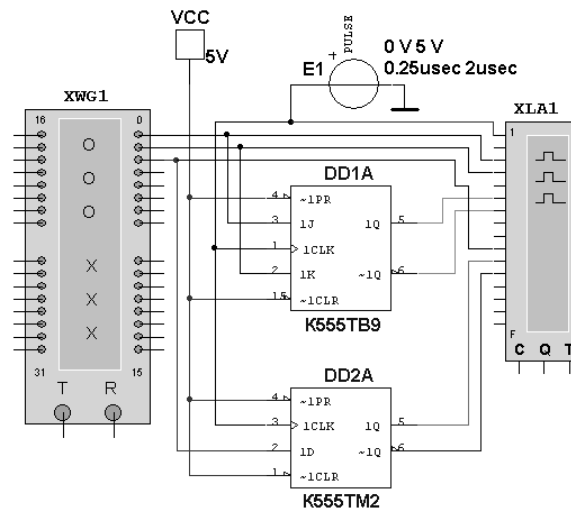 VCC
5V
PULSE
+
E1
0 V 5 V
0.25usec 2usec
XWG1
16 0
O
O
O
X
X
X
31 15
T R
XLA1
1
F
C Q T
DD1A
4 ~1PR
3 1J 1Q 5
1 1CLK
2 1K ~1Q 6
15 ~1CLR
K555TB9
DD2A
4 ~1PR
3 1CLK 1Q 5
2 1D ~1Q 6
1 ~1CLR
K555TM2